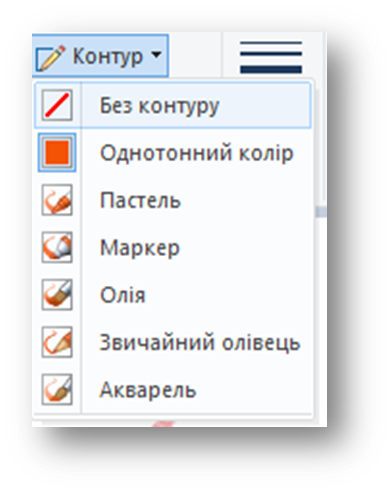 Контур
Без контуру
Однотонний колір
Пастель
Маркер
Олія
Звичайний олівець
Акварель